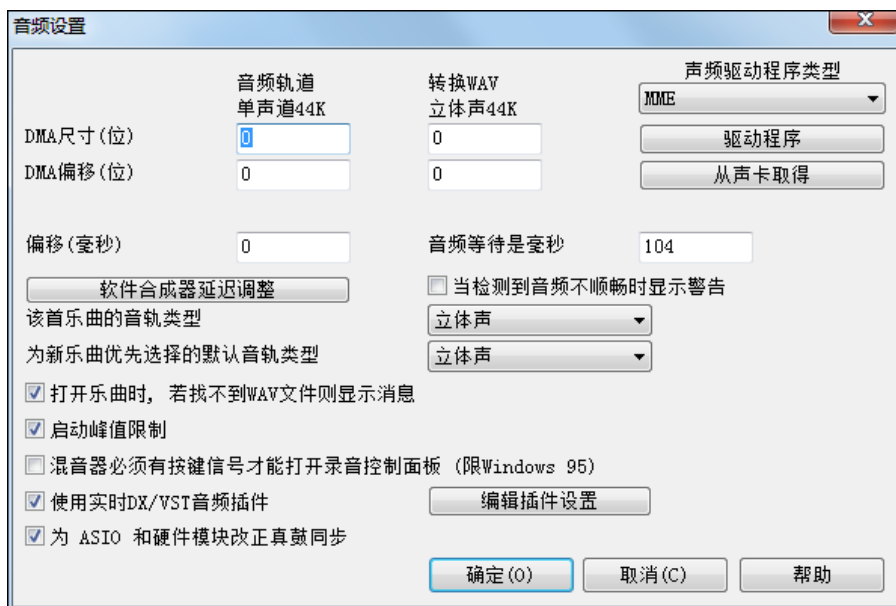 音频设置
音频轨道 转换WAV 声频驱动程序类型
单声道44K 立体声44K MME
DMA尺寸(位) 0 0 驱动程序
DMA偏移(位) 0 0 从声卡取得
偏移(毫秒) 0 音频等待是毫秒 104
软件合成器延迟调整 当检测到音频不顺畅时显示警告
该首乐曲的音轨类型 立体声
为新乐曲优先选择的默认音轨类型 立体声
打开乐曲时, 若找不到WAV文件则显示消息
启动峰值限制
混音器必须有按键信号才能打开录音控制面板 (限Windows 95)
使用实时DX/VST音频插件 编辑插件设置
为 ASIO 和硬件模块改正真鼓同步
确定(O) 取消(C) 帮助